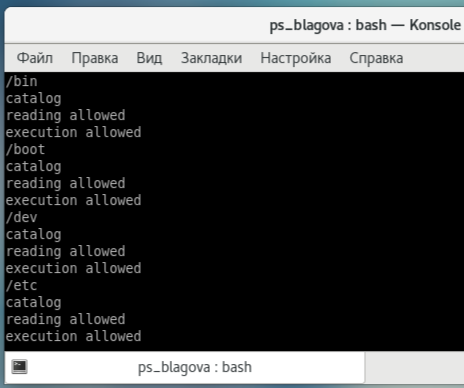 ps_blagova : bash — Konsole
Файл Правка Вид Закладки Настройка Справка
/bin
catalog
reading allowed
execution allowed
/boot
catalog
reading allowed
execution allowed
/dev
catalog
reading allowed
execution allowed
/etc
catalog
reading allowed
execution allowed
ps_blagova : bash